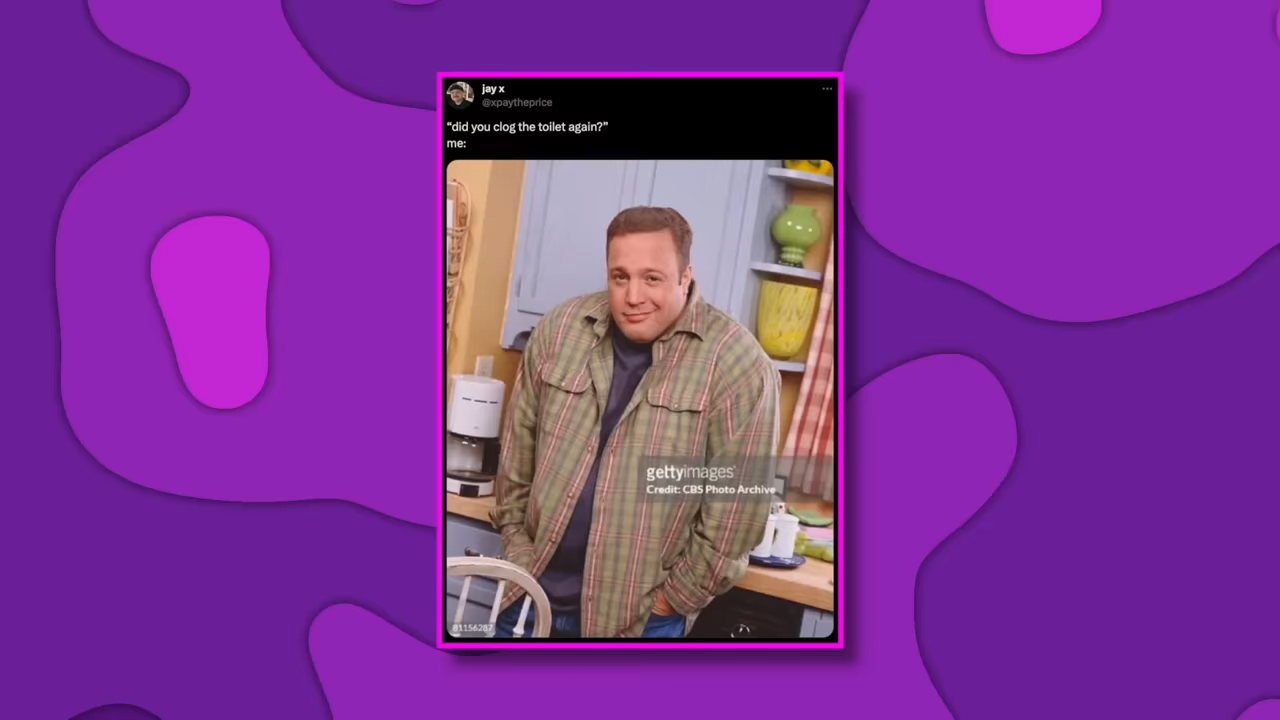 jay x
@xpaytheprice
“did you clog the toilet again?”
me:
gettyimages®
Credit: CBS Photo Archive
81156287